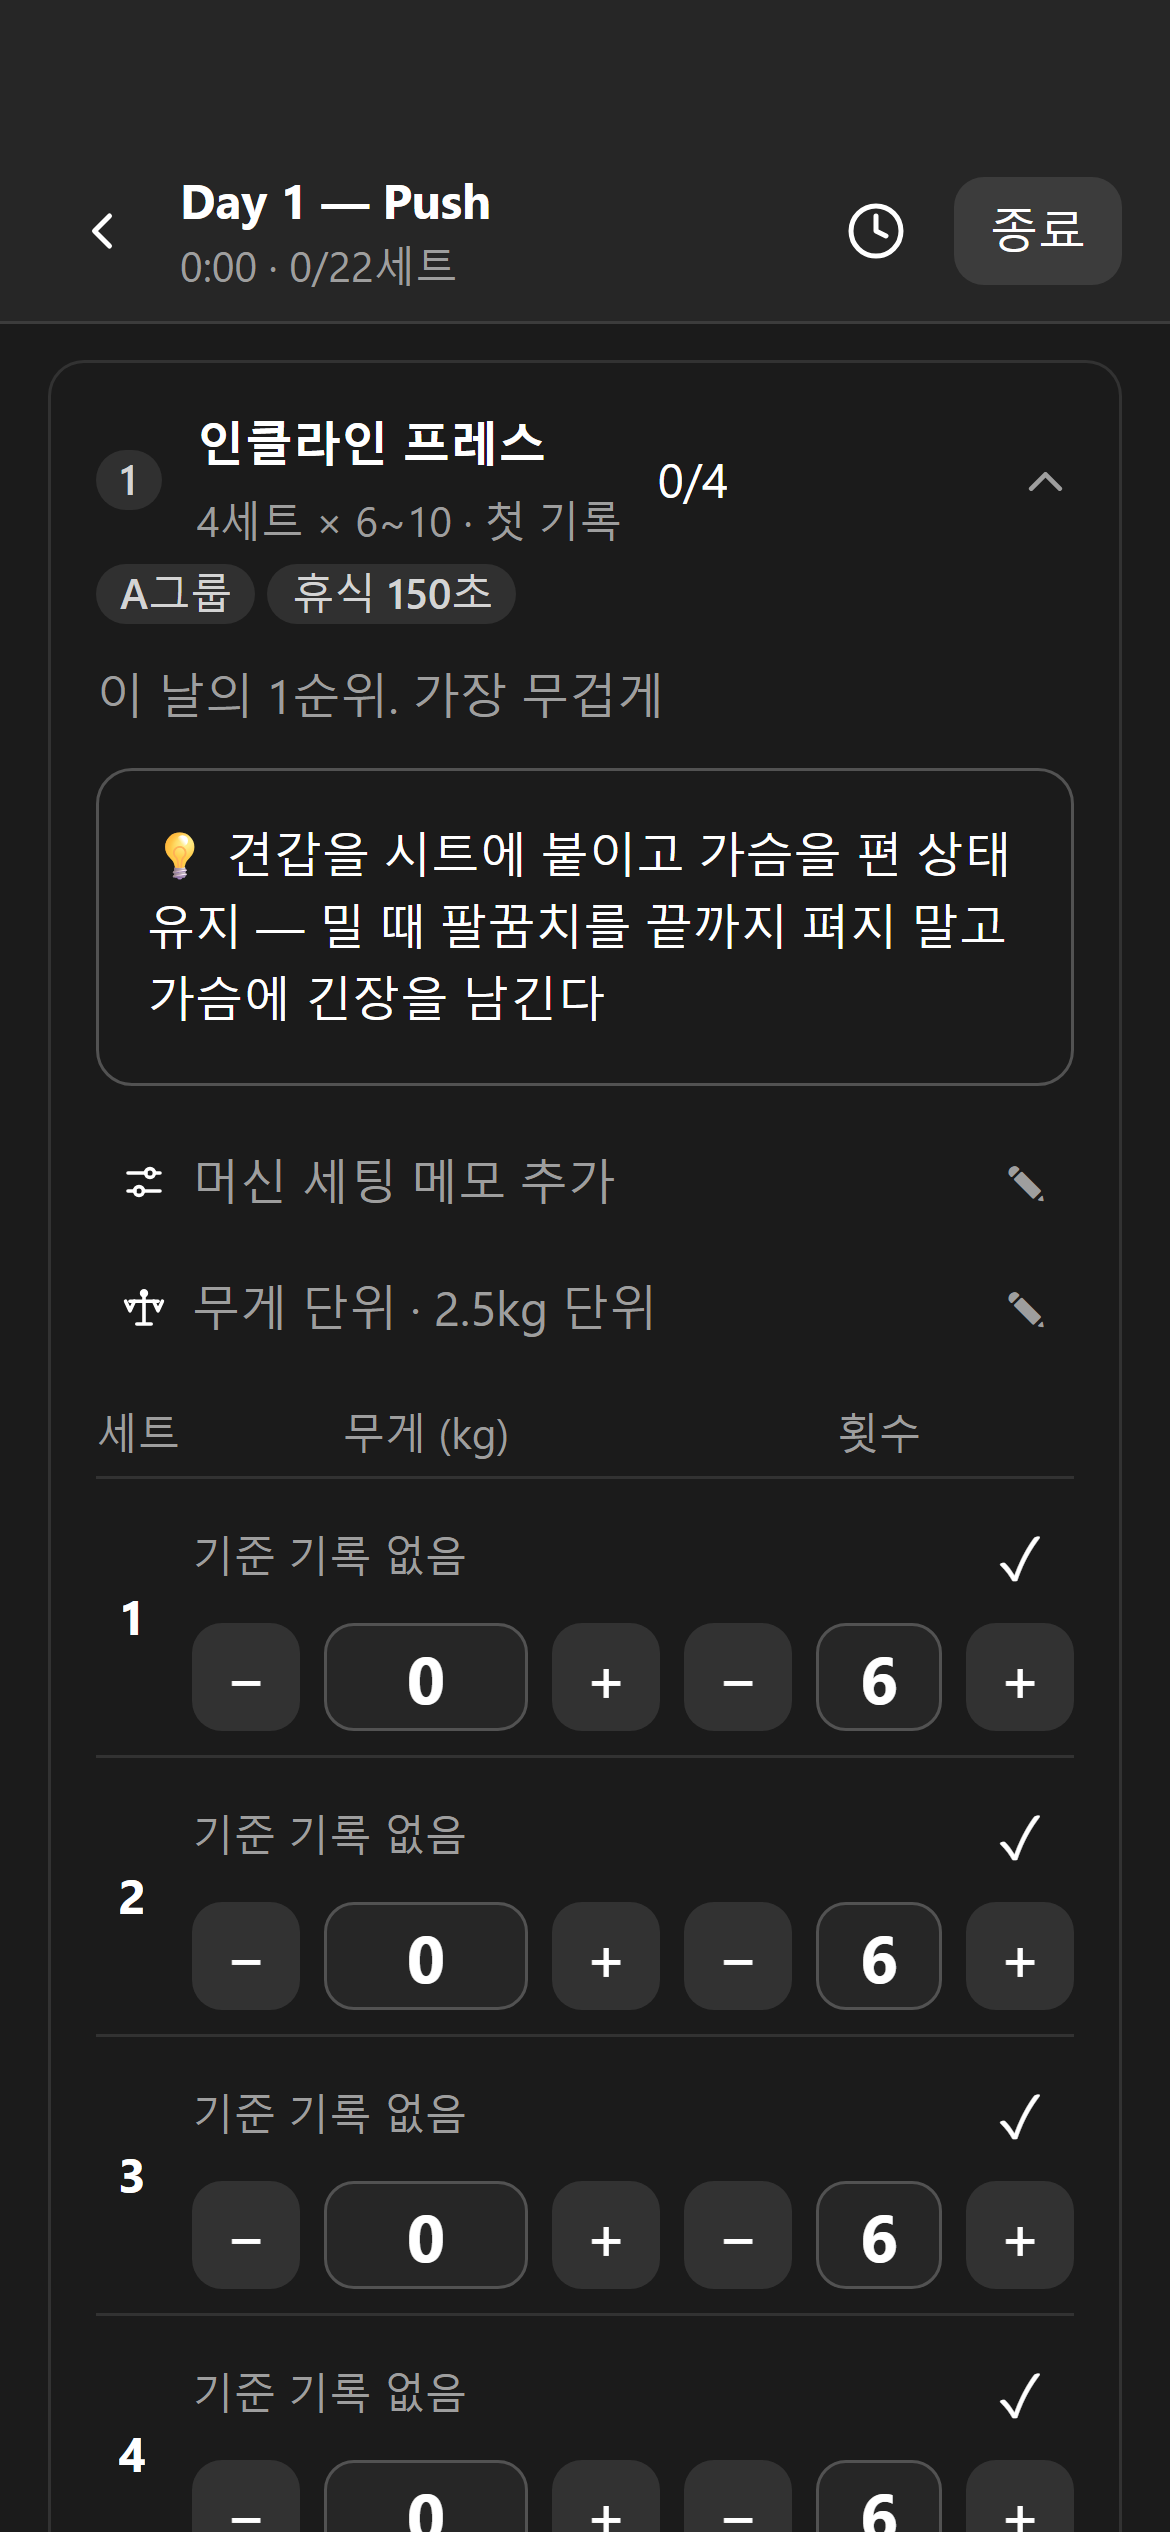 Day 1 — Push
0:00 · 0/22세트
종료
1
인클라인 프레스
4세트 × 6~10 · 첫 기록
0/4
A그룹
휴식 150초
이 날의 1순위. 가장 무겁게
💡 견갑을 시트에 붙이고 가슴을 편 상태
유지 — 밀 때 팔꿈치를 끝까지 펴지 말고
가슴에 긴장을 남긴다
머신 세팅 메모 추가
무게 단위 · 2.5kg 단위
세트 무게 (kg) 횟수
기준 기록 없음 ✓
1
− 0 + − 6 +
기준 기록 없음 ✓
2
− 0 + − 6 +
기준 기록 없음 ✓
3
− 0 + − 6 +
기준 기록 없음 ✓
4
− 0 + − 6 +